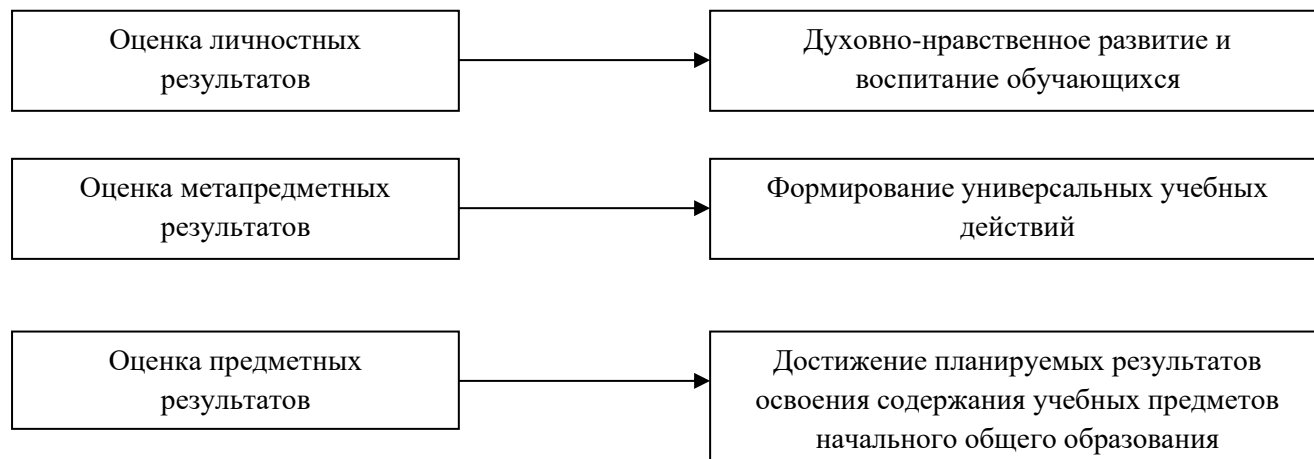 Оценка личностных
результатов
Духовно-нравственное развитие и
воспитание обучающихся
Оценка метапредметных
результатов
Формирование универсальных учебных
действий
Оценка предметных
результатов
Достижение планируемых результатов
освоения содержания учебных предметов
начального общего образования